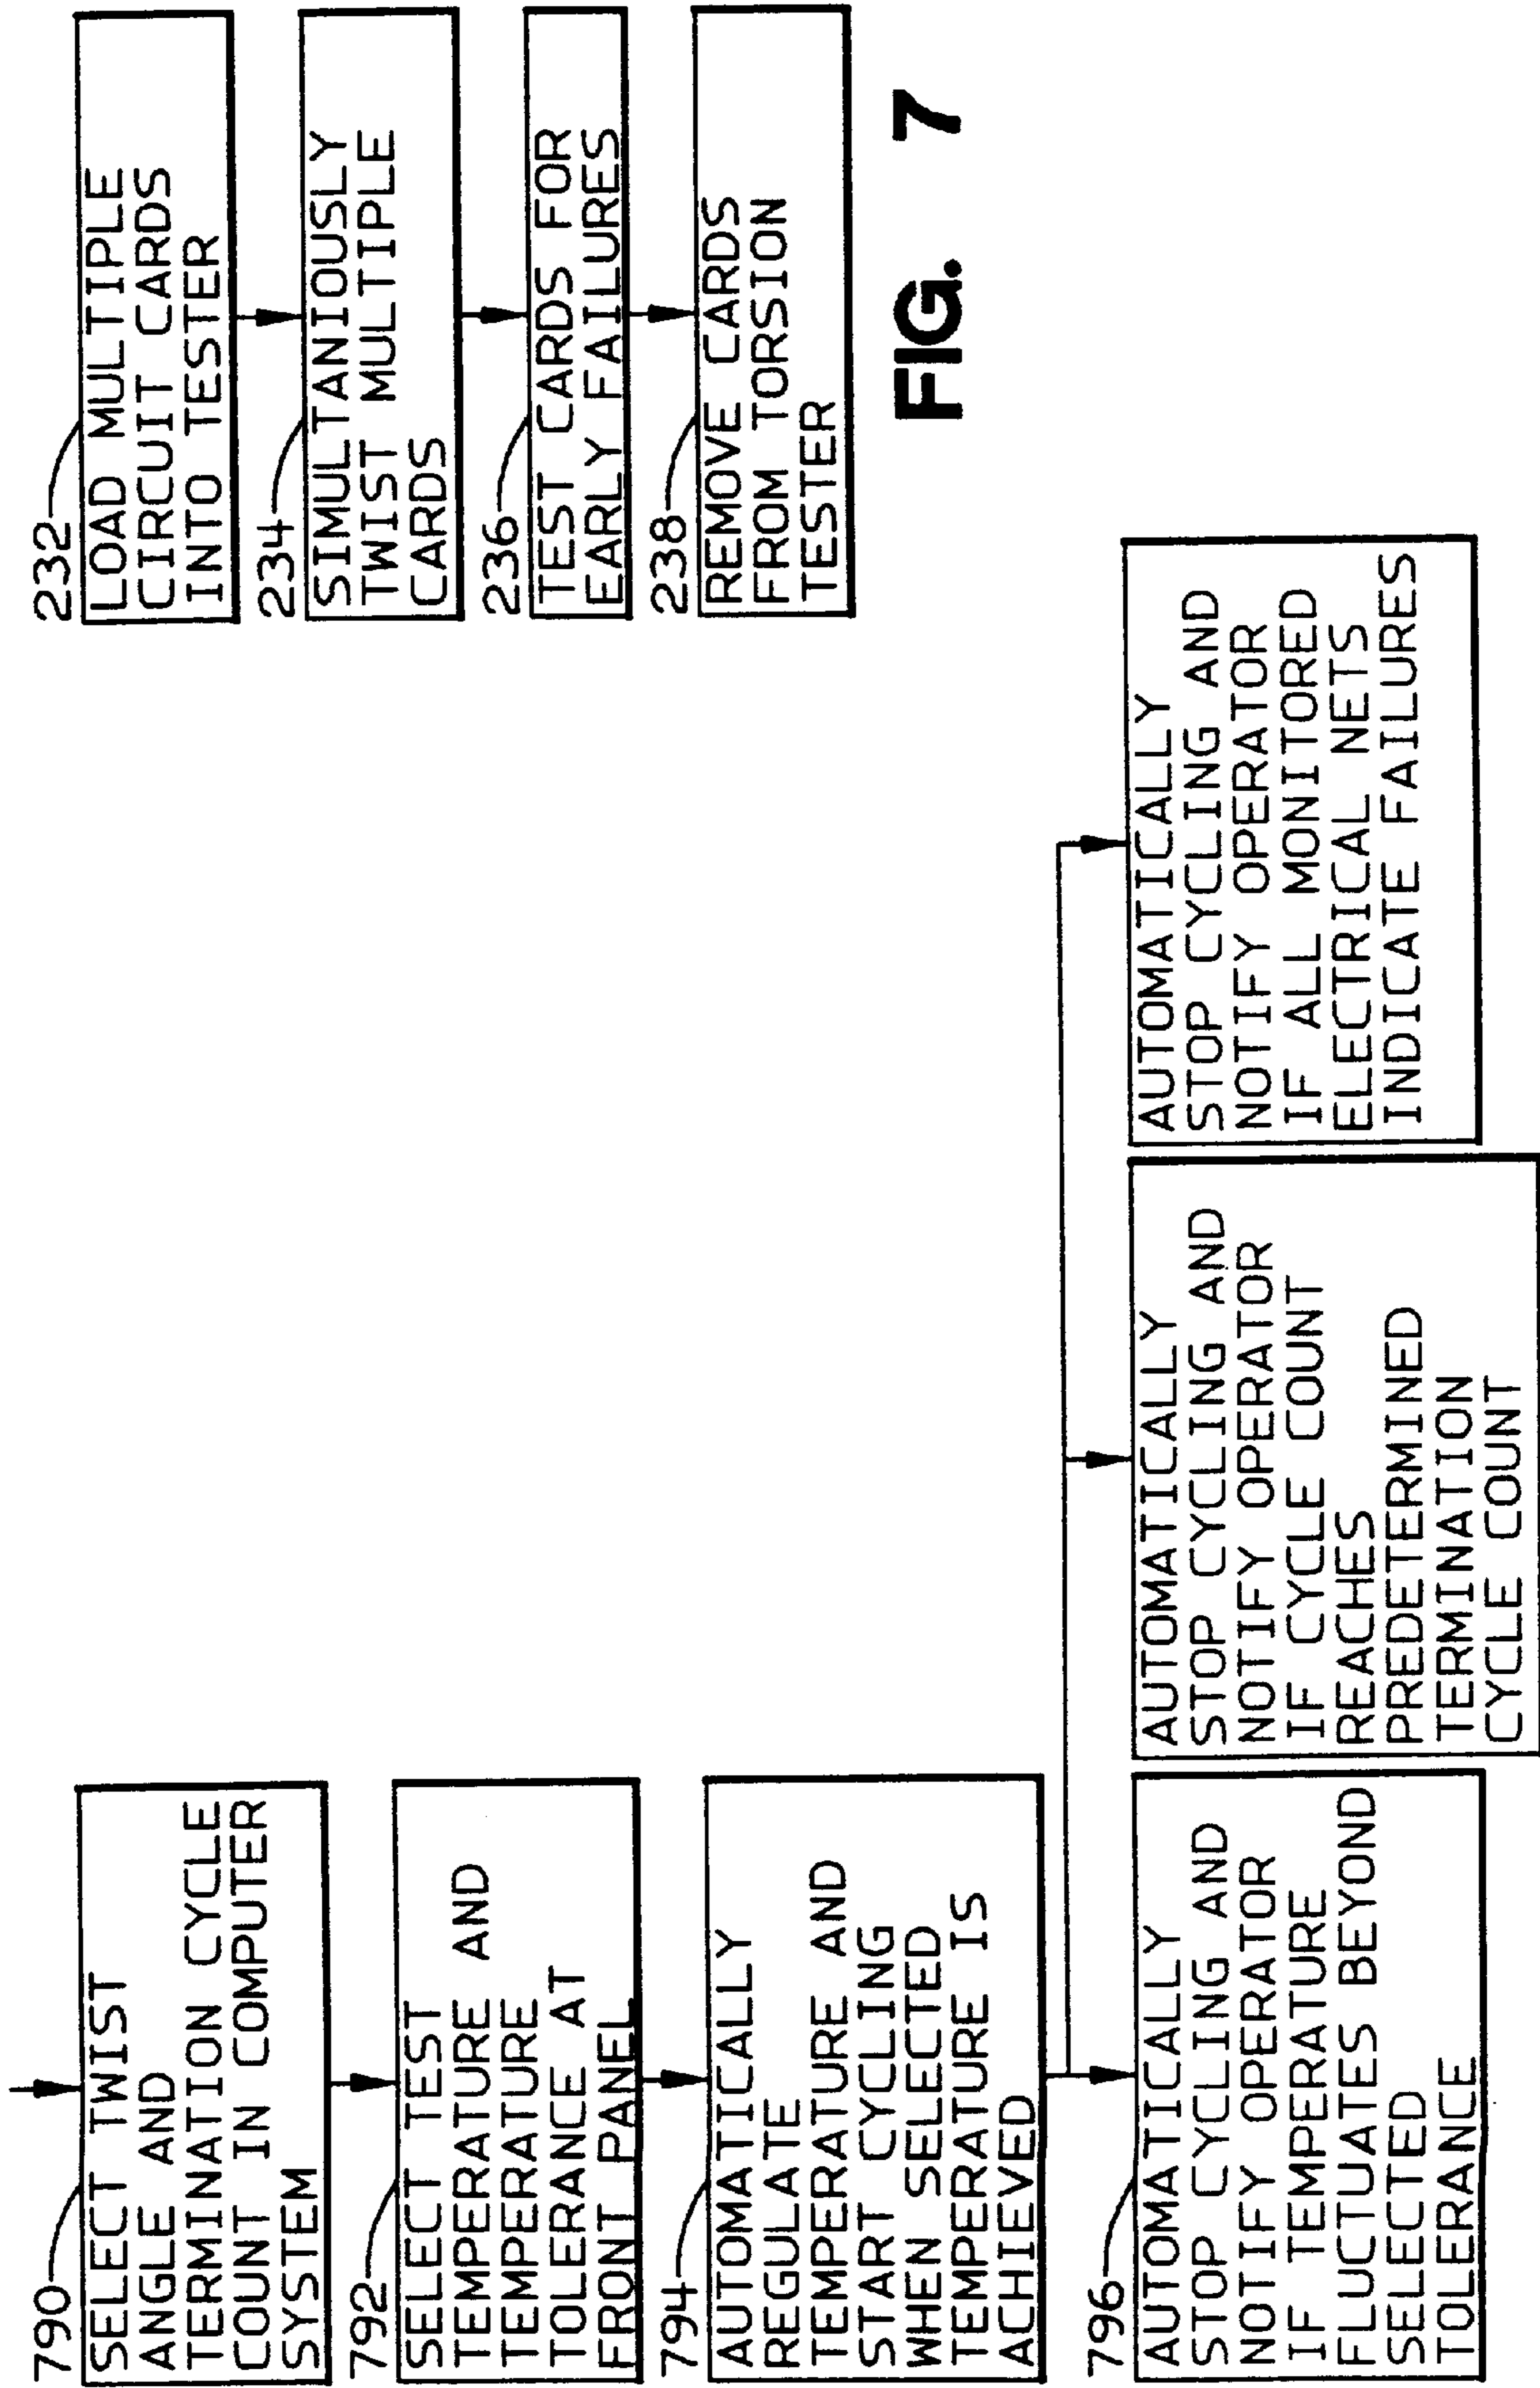 790
SELECT TWIST
ANGLE AND
TERMINATION CYCLE
COUNT IN COMPUTER
SYSTEM
792
SELECT TEST
TEMPERATURE AND
TEMPERATURE
TOLERANCE AT
FRONT PANEL
794
AUTOMATICALLY
REGULATE
TEMPERATURE AND
START CYCLING
WHEN SELECTED
TEMPERATURE IS
ACHIEVED
796
AUTOMATICALLY
STOP CYCLING AND
NOTIFY OPERATOR
IF TEMPERATURE
FLUCTUATES BEYOND
SELECTED
TOLERANCE
AUTOMATICALLY
STOP CYCLING AND
NOTIFY OPERATOR
IF CYCLE COUNT
REACHES
PREDETERMINED
TERMINATION
CYCLE COUNT
AUTOMATICALLY
STOP CYCLING AND
NOTIFY OPERATOR
IF ALL MONITORED
ELECTRICAL NETS
INDICATE FAILURES
232
LOAD MULTIPLE
CIRCUIT CARDS
INTO TESTER
234
SIMULTANIOUSLY
TWIST MULTIPLE
CARDS
236
TEST CARDS FOR
EARLY FAILURES
238
REMOVE CARDS
FROM TORSION
TESTER
FIG. 7